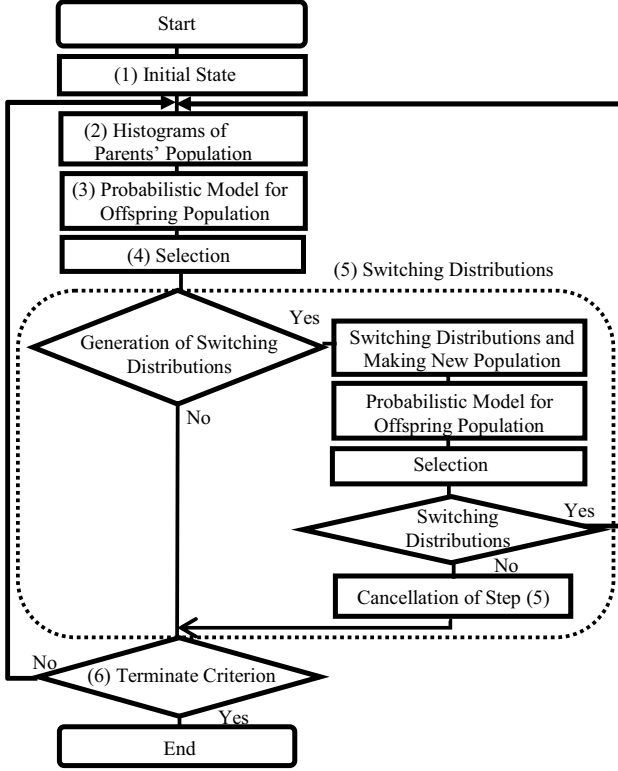 Start
(1) Initial State
(2) Histograms of
Parents’ Population
(3) Probabilistic Model for
Offspring Population
(4) Selection
(5) Switching Distributions
Generation of Switching
Distributions
Yes
No
Switching Distributions and
Making New Population
Probabilistic Model for
Offspring Population
Selection
Switching
Distributions
Yes
No
Cancellation of Step (5)
(6) Terminate Criterion
No
Yes
End